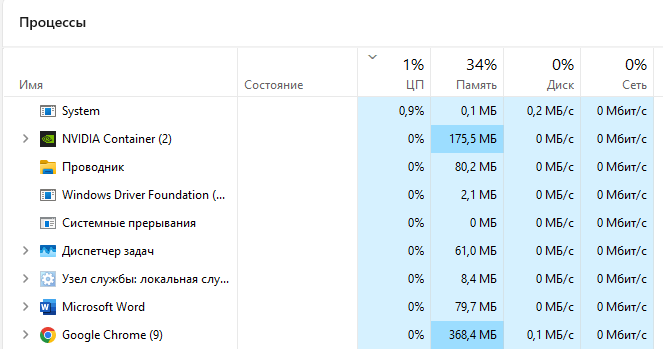 Процессы
1% 34% 0% 0%
Имя Состояние ЦП Память Диск Сеть
System 0,9% 0,1 МБ 0,2 МБ/с 0 Мбит/с
NVIDIA Container (2) 0% 175,5 МБ 0 МБ/с 0 Мбит/с
Проводник 0% 80,2 МБ 0 МБ/с 0 Мбит/с
Windows Driver Foundation (... 0% 2,1 МБ 0 МБ/с 0 Мбит/с
Системные прерывания 0% 0 МБ 0 МБ/с 0 Мбит/с
Диспетчер задач 0% 61,0 МБ 0 МБ/с 0 Мбит/с
Узел службы: локальная слу... 0% 8,4 МБ 0 МБ/с 0 Мбит/с
Microsoft Word 0% 79,7 МБ 0 МБ/с 0 Мбит/с
Google Chrome (9) 0% 368,4 МБ 0,1 МБ/с 0 Мбит/с